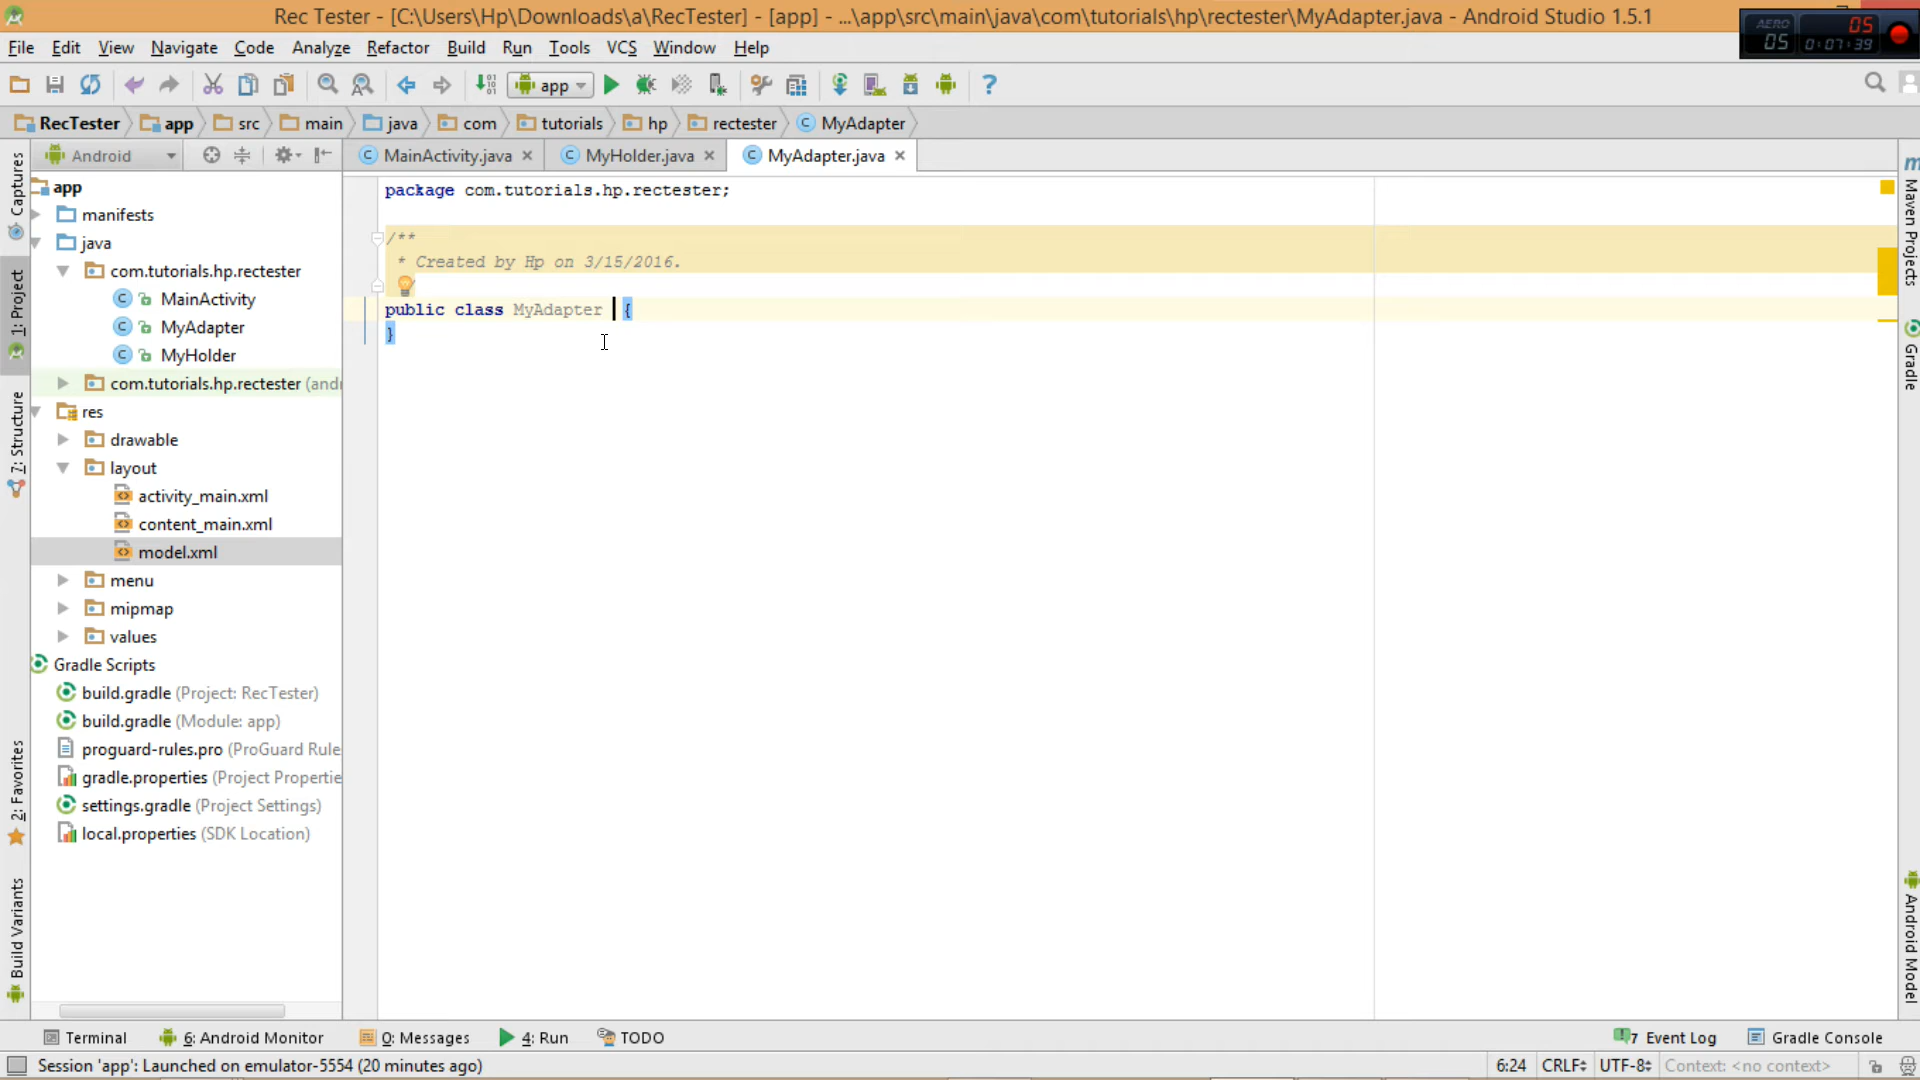 Rec Tester - [C:\Users\Hp\Downloads\a\RecTester] - [app] - ...\app\src\main\java\com\tutorials\hp\rectester\MyAdapter.java - Android Studio 1.5.1
AERO
05
05
0:07:39
File Edit View Navigate Code Analyze Refactor Build Run Tools VCS Window Help
app
RecTester app src main java com tutorials hp rectester MyAdapter
Android
MainActivity.java MyHolder.java MyAdapter.java
app
manifests
java
com.tutorials.hp.rectester
MainActivity
MyAdapter
MyHolder
com.tutorials.hp.rectester (andr
res
drawable
layout
activity_main.xml
content_main.xml
model.xml
menu
mipmap
values
Gradle Scripts
build.gradle (Project: RecTester)
build.gradle (Module: app)
proguard-rules.pro (ProGuard Rule
gradle.properties (Project Propertie
settings.gradle (Project Settings)
local.properties (SDK Location)
package com.tutorials.hp.rectester;
/**
* Created by Hp on 3/15/2016.
public class MyAdapter {
}
Captures
1: Project
7: Structure
2: Favorites
Build Variants
Maven Projects
Gradle
Android Model
Terminal 6: Android Monitor 0: Messages 4: Run TODO
7 Event Log Gradle Console
Session 'app': Launched on emulator-5554 (20 minutes ago)
6:24 CRLF UTF-8 Context: <no context>